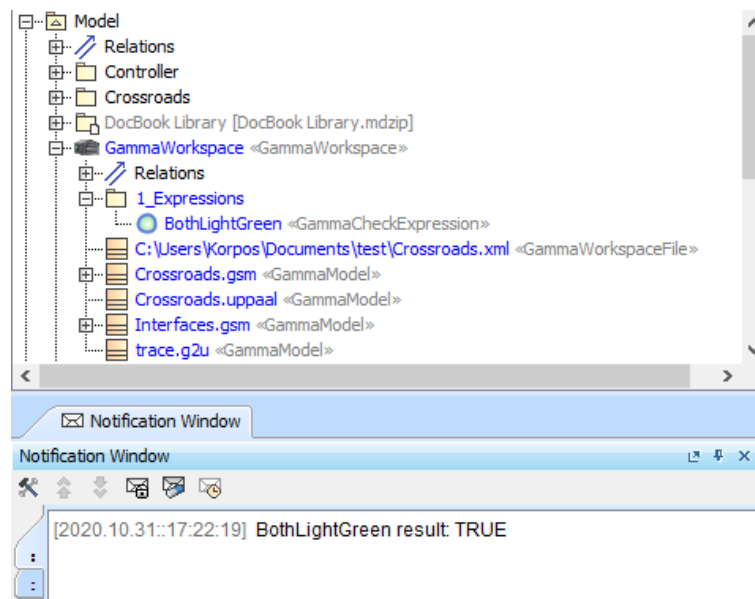 Model
Relations
Controller
Crossroads
DocBook Library [DocBook Library.mdzip]
GammaWorkspace «GammaWorkspace»
Relations
1_Expressions
BothLightGreen «GammaCheckExpression»
C:\Users\Korpos\Documents\test\Crossroads.xml «GammaWorkspaceFile»
Crossroads.gsm «GammaModel»
Crossroads.uppaal «GammaModel»
Interfaces.gsm «GammaModel»
trace.g2u «GammaModel»
Notification Window
Notification Window
[2020.10.31::17:22:19] BothLightGreen result: TRUE